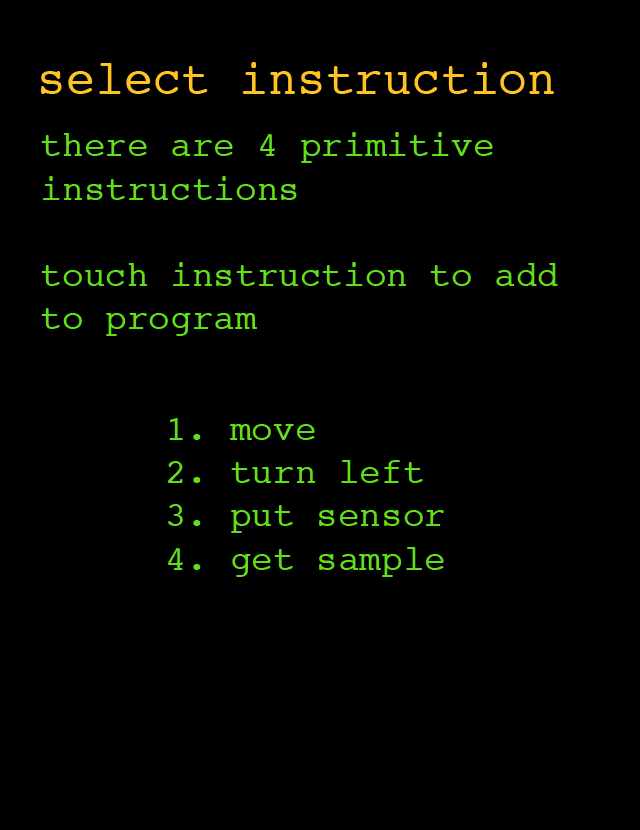 select instruction
there are 4 primitive
instructions
touch instruction to add
to program
1. move
2. turn left
3. put sensor
4. get sample